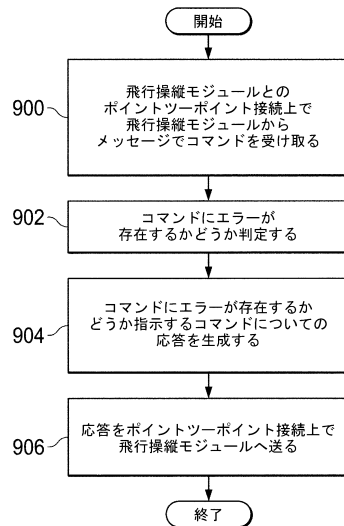 開始
900
飛行操縦モジュールとの
ポイントツーポイント接続上で
飛行操縦モジュールから
メッセージでコマンドを受け取る
902
コマンドにエラーが
存在するかどうか判定する
904
コマンドにエラーが存在するか
どうか指示するコマンドについての
応答を生成する
906
応答をポイントツーポイント接続上で
飛行操縦モジュールへ送る
終了